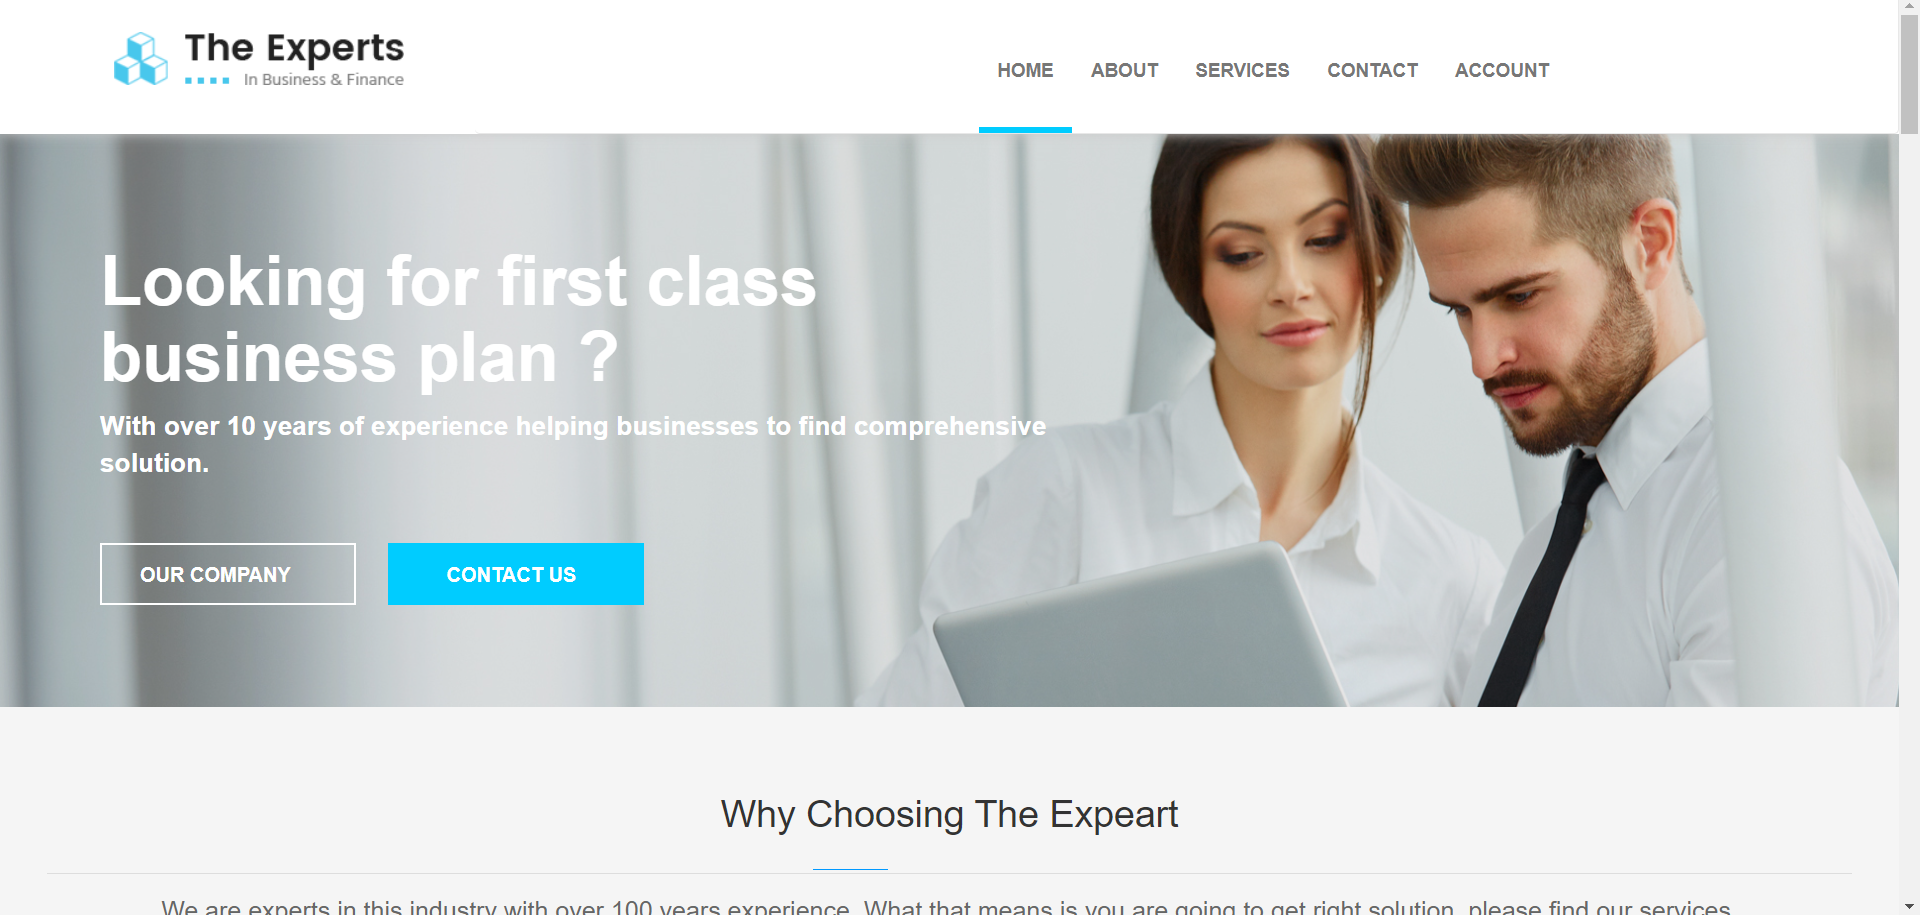 The Experts
In Business & Finance
HOME ABOUT SERVICES CONTACT ACCOUNT
Looking for first class
business plan ?
With over 10 years of experience helping businesses to find comprehensive
solution.
OUR COMPANY CONTACT US
Why Choosing The Expeart
We are experts in this industry with over 100 years experience. What that means is you are going to get right solution. please find our services